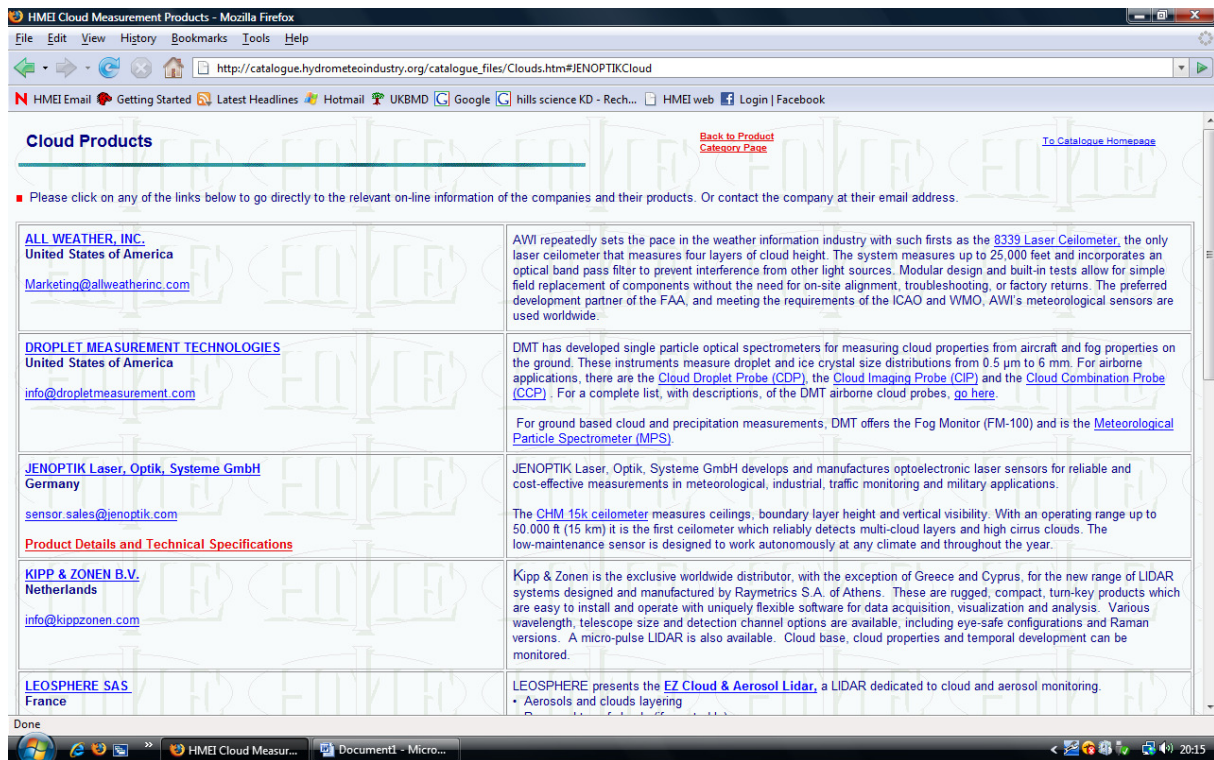 HMEI Cloud Measurement Products - Mozilla Firefox
File Edit View History Bookmarks Tools Help
http://catalogue.hydrometeoindustry.org/catalogue_files/Clouds.htm#JENOPTIKCloud
HMEI Email Getting Started Latest Headlines Hotmail UKBMD Google hills science KD - Rech... HMEI web Login | Facebook
Cloud Products
Back to Product
Category Page
To Catalogue Homepage
Please click on any of the links below to go directly to the relevant on-line information of the companies and their products. Or contact the company at their email address.
ALL WEATHER, INC.
United States of America
Marketing@allweatherinc.com
AWI repeatedly sets the pace in the weather information industry with such firsts as the 8339 Laser Ceilometer, the only
laser ceilometer that measures four layers of cloud height. The system measures up to 25,000 feet and incorporates an
optical band pass filter to prevent interference from other light sources. Modular design and built-in tests allow for simple
field replacement of components without the need for on-site alignment, troubleshooting, or factory returns. The preferred
development partner of the FAA, and meeting the requirements of the ICAO and WMO, AWI's meteorological sensors are
used worldwide.
DROPLET MEASUREMENT TECHNOLOGIES
United States of America
info@dropletmeasurement.com
DMT has developed single particle optical spectrometers for measuring cloud properties from aircraft and fog properties on
the ground. These instruments measure droplet and ice crystal size distributions from 0.5 µm to 6 mm. For airborne
applications, there are the Cloud Droplet Probe (CDP), the Cloud Imaging Probe (CIP) and the Cloud Combination Probe
(CCP) . For a complete list, with descriptions, of the DMT airborne cloud probes, go here.
For ground based cloud and precipitation measurements, DMT offers the Fog Monitor (FM-100) and is the Meteorological
Particle Spectrometer (MPS).
JENOPTIK Laser, Optik, Systeme GmbH
Germany
sensor.sales@jenoptik.com
Product Details and Technical Specifications
JENOPTIK Laser, Optik, Systeme GmbH develops and manufactures optoelectronic laser sensors for reliable and
cost-effective measurements in meteorological, industrial, traffic monitoring and military applications.
The CHM 15k ceilometer measures ceilings, boundary layer height and vertical visibility. With an operating range up to
50.000 ft (15 km) it is the first ceilometer which reliably detects multi-cloud layers and high cirrus clouds. The
low-maintenance sensor is designed to work autonomously at any climate and throughout the year.
KIPP & ZONEN B.V.
Netherlands
info@kippzonen.com
Kipp & Zonen is the exclusive worldwide distributor, with the exception of Greece and Cyprus, for the new range of LIDAR
systems designed and manufactured by Raymetrics S.A. of Athens. These are rugged, compact, turn-key products which
are easy to install and operate with uniquely flexible software for data acquisition, visualization and analysis. Various
wavelength, telescope size and detection channel options are available, including eye-safe configurations and Raman
versions. A micro-pulse LIDAR is also available. Cloud base, cloud properties and temporal development can be
monitored.
LEOSPHERE SAS
France
LEOSPHERE presents the EZ Cloud & Aerosol Lidar, a LIDAR dedicated to cloud and aerosol monitoring.
• Aerosols and clouds layering
Done
HMEI Cloud Measur... Document1 - Micro... 20:15